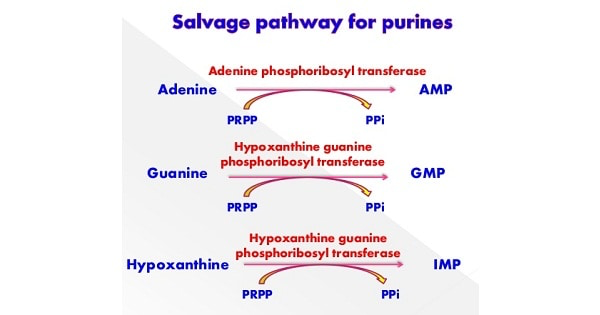 Salvage pathway for purines
Adenine phosphoribosyl transferase
Adenine
AMP
PRPP
PPi
Hypoxanthine guanine
phosphoribosyl transferase
Guanine
GMP
PRPP
PPi
Hypoxanthine guanine
phosphoribosyl transferase
Hypoxanthine
IMP
PRPP
PPi